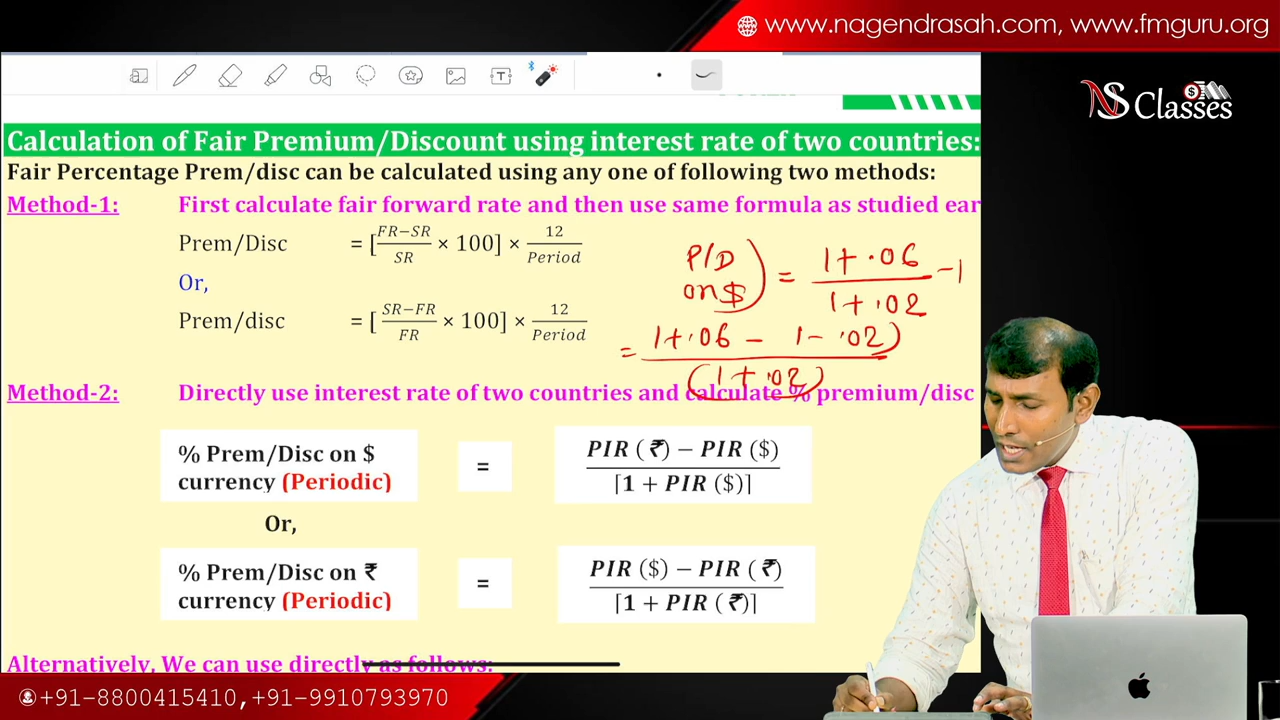 www.nagendrasah.com, www.fmguru.org
NS Classes
Calculation of Fair Premium/Discount using interest rate of two countries:
Fair Percentage Prem/disc can be calculated using any one of following two methods:
Method-1: First calculate fair forward rate and then use same formula as studied ear
Prem/Disc = [FR−SR/SR × 100] × 12/Period
Or,
Prem/disc = [SR−FR/FR × 100] × 12/Period
P/D on $) = 1+.06/1+.02 −1
= 1+.06 − 1−.02)/(1+.02)
Method-2: Directly use interest rate of two countries and calculate % premium/disc
% Prem/Disc on $
currency (Periodic) = PIR (₹) − PIR ($)/[1 + PIR ($)]
Or,
% Prem/Disc on ₹
currency (Periodic) = PIR ($) − PIR (₹)/[1 + PIR (₹)]
Alternatively, We can use directly as follows:
+91-8800415410,+91-9910793970